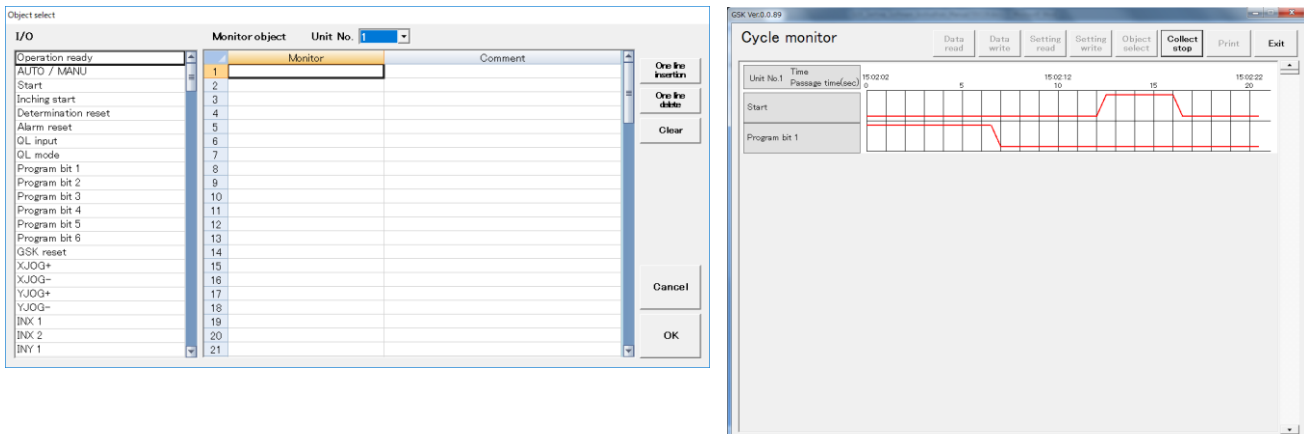 Object select
I/O
Monitor object Unit No. 1
Operation ready
AUTO / MANU
Start
Inching start
Determination reset
Alarm reset
QL input
QL mode
Program bit 1
Program bit 2
Program bit 3
Program bit 4
Program bit 5
Program bit 6
GSK reset
XJOG+
XJOG-
YJOG+
YJOG-
INX 1
INX 2
INY 1
Monitor Comment
1
2
3
4
5
6
7
8
9
10
11
12
13
14
15
16
17
18
19
20
21
One line
insertion
One line
delete
Clear
Cancel
OK
GSK Ver.0.0.89
Cycle monitor
Data
read
Data
write
Setting
read
Setting
write
Object
select
Collect
stop
Print
Exit
Unit No.1 Time
Passage time(sec)
15:02:02 15:02:12 15:02:22
0 5 10 15 20
Start
Program bit 1